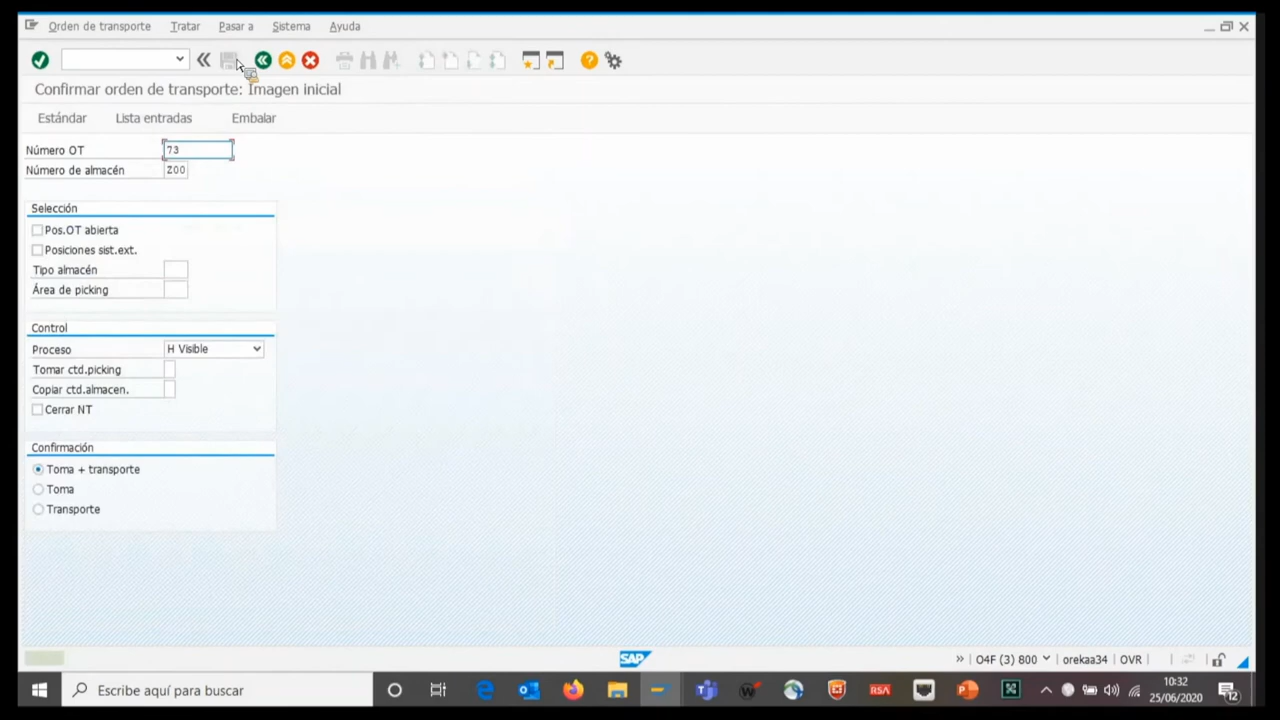 Orden de transporte Tratar Pasar a Sistema Ayuda
Confirmar orden de transporte: Imagen inicial
Estándar Lista entradas Embalar
Número OT 73
Número de almacén Z00
Selección
Pos.OT abierta
Posiciones sist.ext.
Tipo almacén
Área de picking
Control
Proceso H Visible
Tomar ctd.picking
Copiar ctd.almacen.
Cerrar NT
Confirmación
Toma + transporte
Toma
Transporte
SAP » O4F (3) 800 orekaa34 OVR
Escribe aquí para buscar RSA 10:32
25/06/2020 12